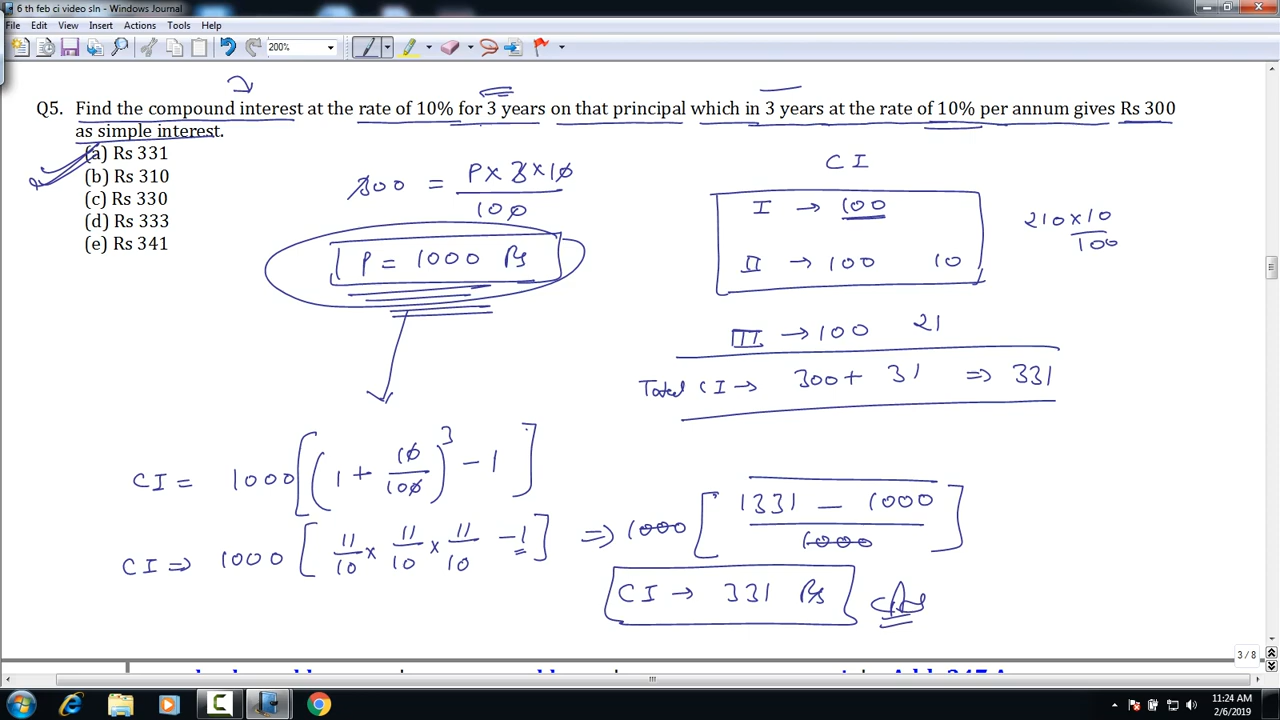 6 th feb ci video sln - Windows Journal
File Edit View Insert Actions Tools Help
200%
Q5. Find the compound interest at the rate of 10% for 3 years on that principal which in 3 years at the rate of 10% per annum gives Rs 300
as simple interest.
(a) Rs 331
(b) Rs 310
(c) Rs 330
(d) Rs 333
(e) Rs 341
300 = P × 3 × 10 / 100
P = 1000 Rs
CI
I → 100
II → 100 10
210 × 10 / 100
III → 100 21
Total CI → 300 + 31 ⇒ 331
CI = 1000 [ ( 1 + 10/100 )³ - 1 ]
CI ⇒ 1000 [ 11/10 × 11/10 × 11/10 - 1 ] ⇒ 1000 [ 1331 - 1000 / 1000 ]
CI → 331 Rs Ans
3 / 8
11:24 AM
2/6/2019